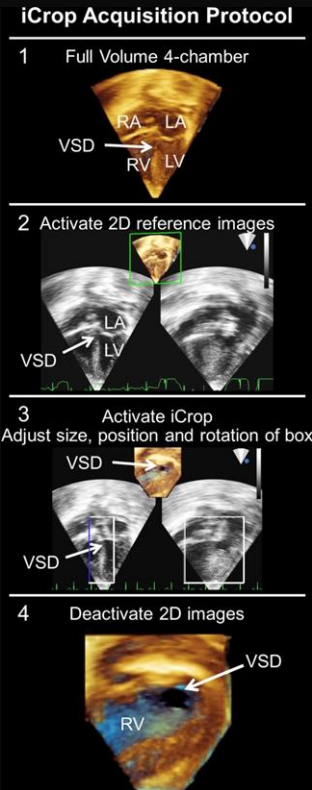 iCrop Acquisition Protocol
1 Full Volume 4-chamber
RA LA
VSD
RV LV
2 Activate 2D reference images
LA
VSD
LV
3 Activate iCrop
Adjust size, position and rotation of box
VSD
VSD
4 Deactivate 2D images
VSD
RV